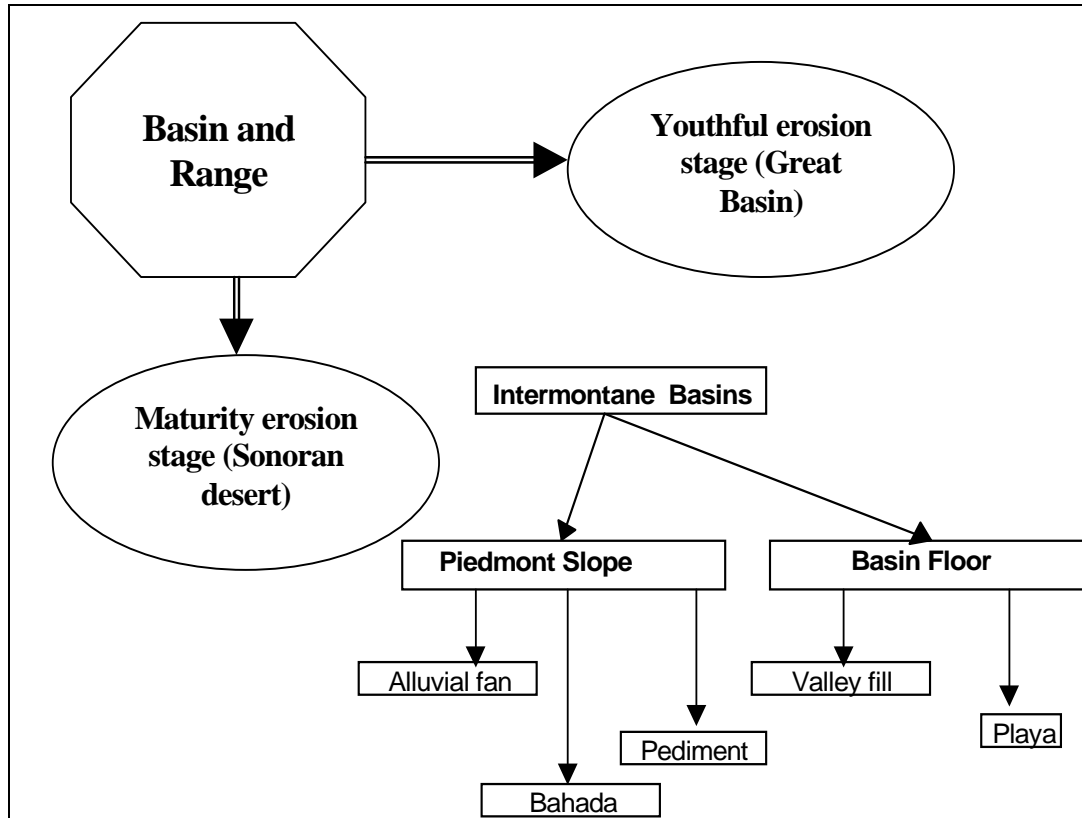 Basin and
Range
Youthful erosion
stage (Great
Basin)
Maturity erosion
stage (Sonoran
desert)
Intermontane Basins
Piedmont Slope
Basin Floor
Alluvial fan
Valley fill
Pediment
Playa
Bahada